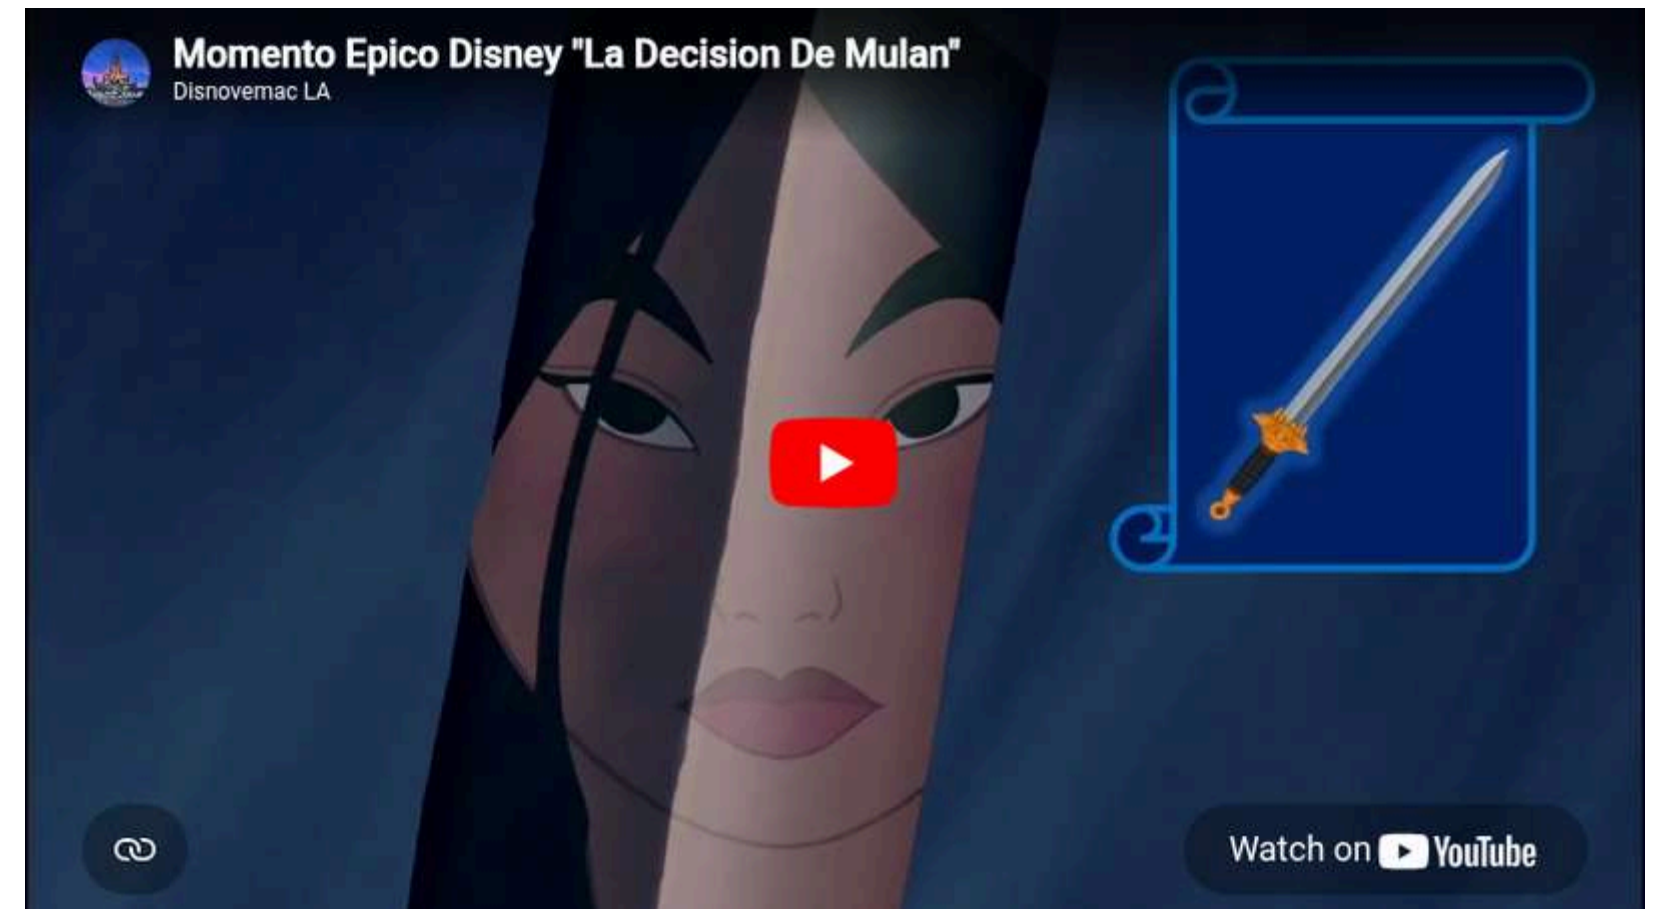 Momento Epico Disney "La Decision De Mulan"
Disnovemac LA
Watch on YouTube